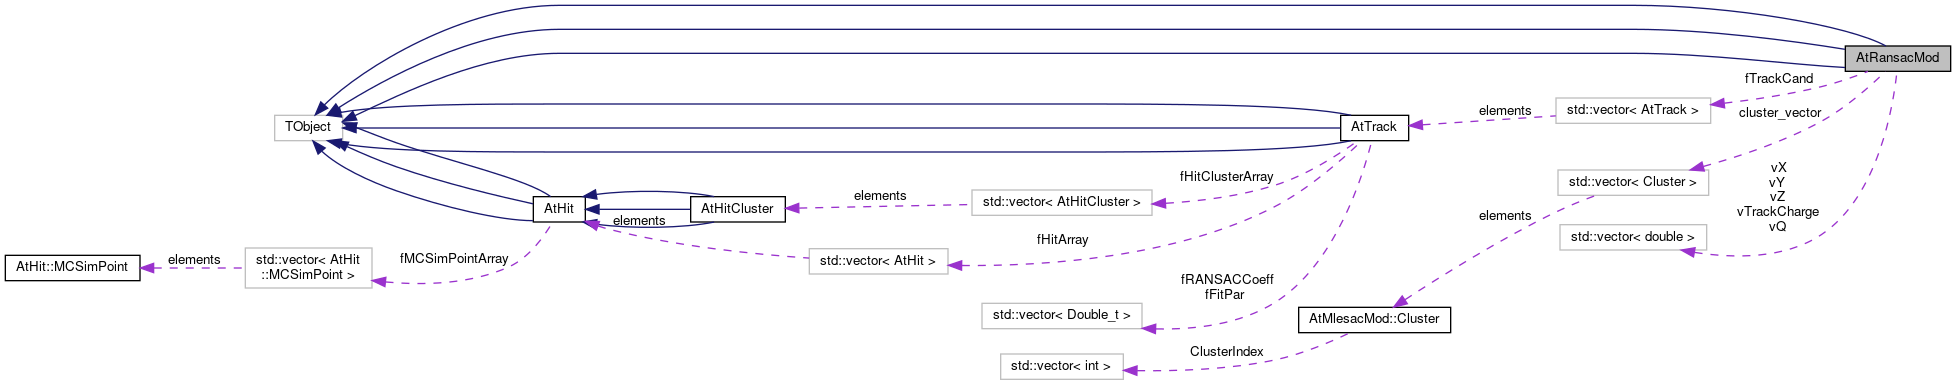 AtRansacMod
fTrackCand
std::vector< AtTrack >
elements
AtTrack
TObject
cluster_vector
std::vector< Cluster >
vX
vY
vZ
vTrackCharge
vQ
std::vector< double >
elements
fHitClusterArray
std::vector< AtHitCluster >
elements
AtHitCluster
AtHit
elements
fHitArray
std::vector< AtHit >
fMCSimPointArray
std::vector< AtHit
::MCSimPoint >
elements
AtHit::MCSimPoint
fRANSACCoeff
fFitPar
std::vector< Double_t >
AtMlesacMod::Cluster
ClusterIndex
std::vector< int >